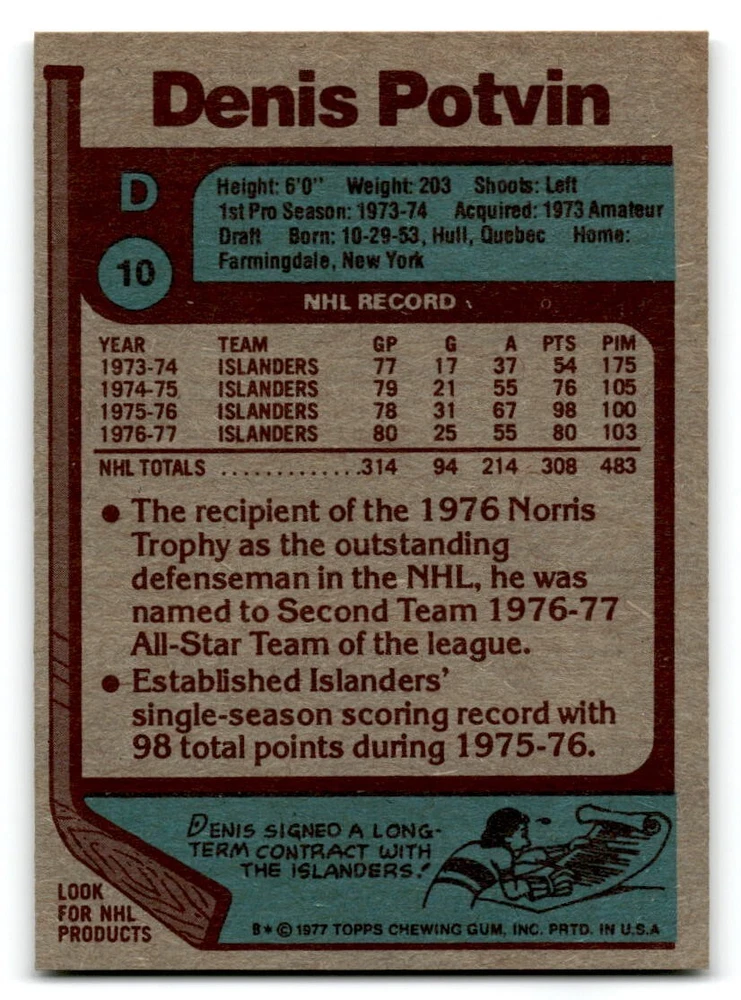 Denis Potvin
D
Height: 6'0" Weight: 203 Shoots: Left
1st Pro Season: 1973-74 Acquired: 1973 Amateur
Draft Born: 10-29-53, Hull, Quebec Home:
Farmingdale, New York
10
NHL RECORD
YEAR TEAM GP G A PTS PIM
1973-74 ISLANDERS 77 17 37 54 175
1974-75 ISLANDERS 79 21 55 76 105
1975-76 ISLANDERS 78 31 67 98 100
1976-77 ISLANDERS 80 25 55 80 103
NHL TOTALS .............314 94 214 308 483
● The recipient of the 1976 Norris
Trophy as the outstanding
defenseman in the NHL, he was
named to Second Team 1976-77
All-Star Team of the league.
● Established Islanders'
single-season scoring record with
98 total points during 1975-76.
DENIS SIGNED A LONG-
TERM CONTRACT WITH
THE ISLANDERS!
LOOK
FOR NHL
PRODUCTS
B* © 1977 TOPPS CHEWING GUM, INC. PRTD. IN U.S.A